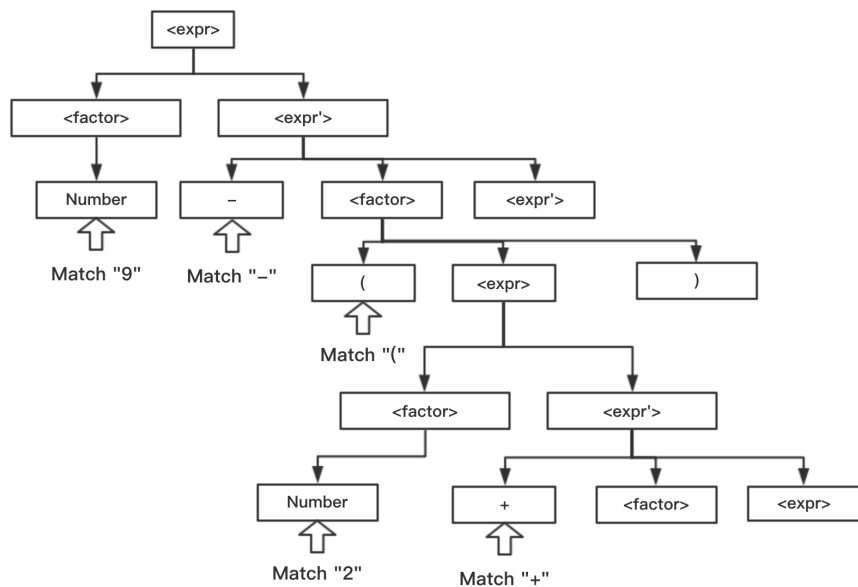 <expr>
<factor>
<expr'>
Number
–
<factor>
<expr'>
Match "9"
Match "–"
(
<expr>
)
Match "("
<factor>
<expr'>
Number
+
<factor>
<expr>
Match "2"
Match "+"